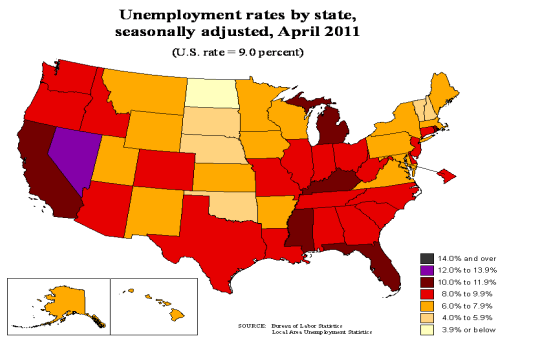 Unemployment rates by state,
seasonally adjusted, April 2011
(U.S. rate = 9.0 percent)
14.0% and over
12.0% to 13.9%
10.0% to 11.9%
8.0% to 9.9%
6.0% to 7.9%
4.0% to 5.9%
3.9% or below
SOURCE: Bureau of Labor Statistics
Local Area Unemployment Statistics